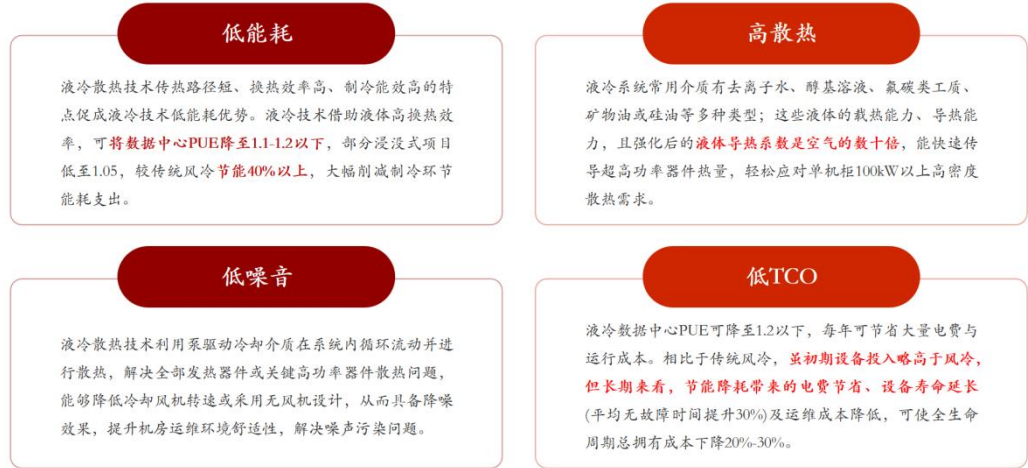 低能耗
液冷散热技术传热路径短、换热效率高、制冷能效高的特
点促成液冷技术低能耗优势。液冷技术借助液体高换热效
率，可将数据中心PUE降至1.1-1.2以下，部分浸没式项目
低至1.05，较传统风冷节能40%以上，大幅削减制冷环节
能耗支出。
高散热
液冷系统常用介质有去离子水、醇基溶液、氟碳类工质、
矿物油或硅油等多种类型；这些液体的载热能力、导热能
力，且强化后的液体导热系数是空气的数十倍，能快速传
导超高功率器件热量，轻松应对单机柜100kW以上高密度
散热需求。
低噪音
液冷散热技术利用泵驱动冷却介质在系统内循环流动并进
行散热，解决全部发热器件或关键高功率器件散热问题，
能够降低冷却风机转速或采用无风机设计，从而具备降噪
效果，提升机房运维环境舒适性，解决噪声污染问题。
低TCO
液冷数据中心PUE可降至1.2以下，每年可节省大量电费与
运行成本。相比于传统风冷，虽初期设备投入略高于风冷，
但长期来看，节能降耗带来的电费节省、设备寿命延长
(平均无故障时间提升30%)及运维成本降低，可使全生命
周期总拥有成本下降20%-30%。